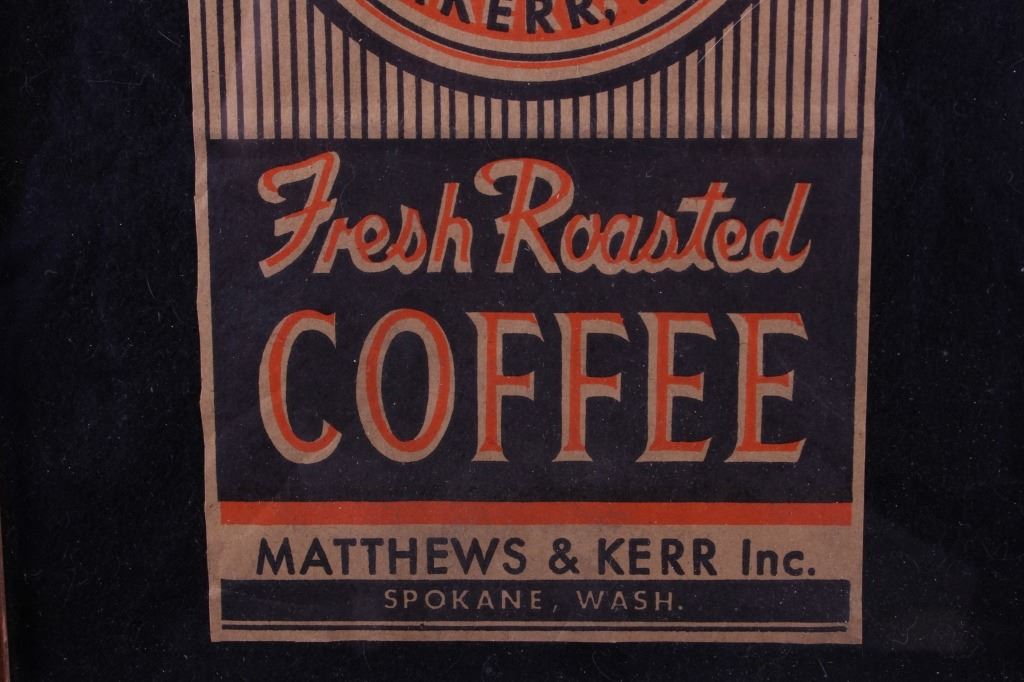 KERR,
Fresh Roasted
COFFEE
MATTHEWS & KERR Inc.
SPOKANE, WASH.